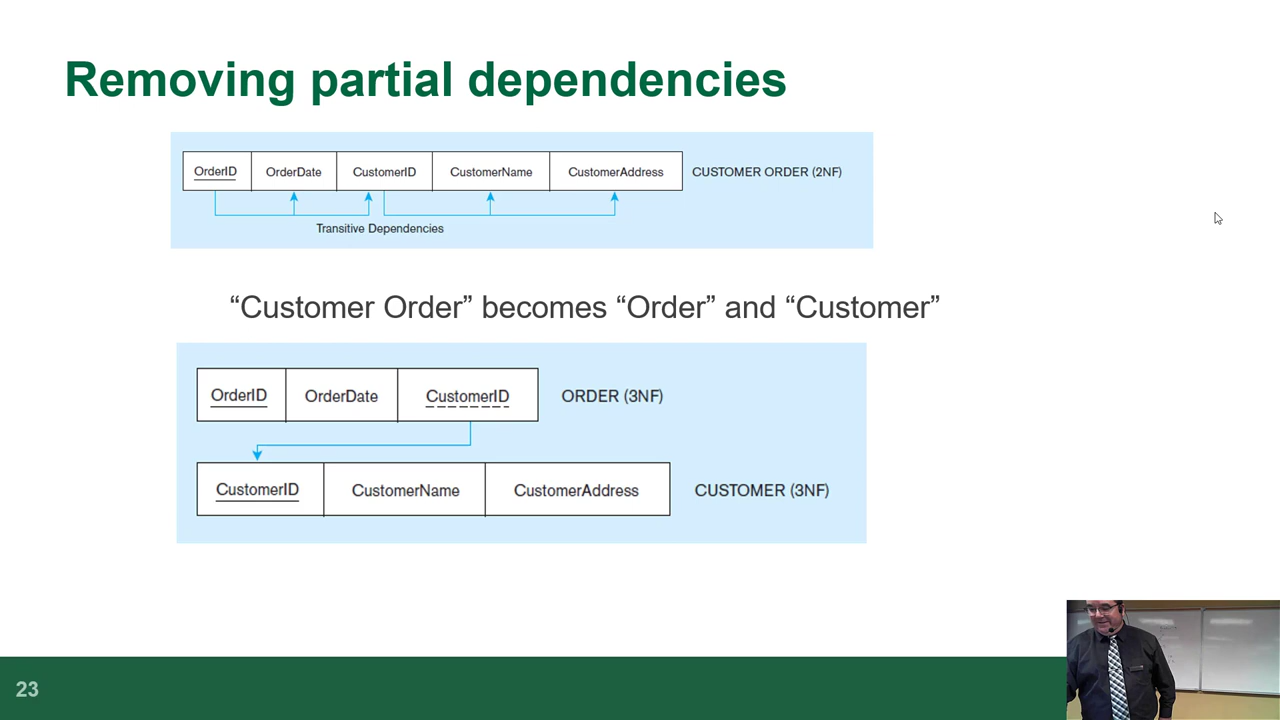 Removing partial dependencies
OrderID OrderDate CustomerID CustomerName CustomerAddress CUSTOMER ORDER (2NF)
Transitive Dependencies
“Customer Order” becomes “Order” and “Customer”
OrderID OrderDate CustomerID ORDER (3NF)
CustomerID CustomerName CustomerAddress CUSTOMER (3NF)
23